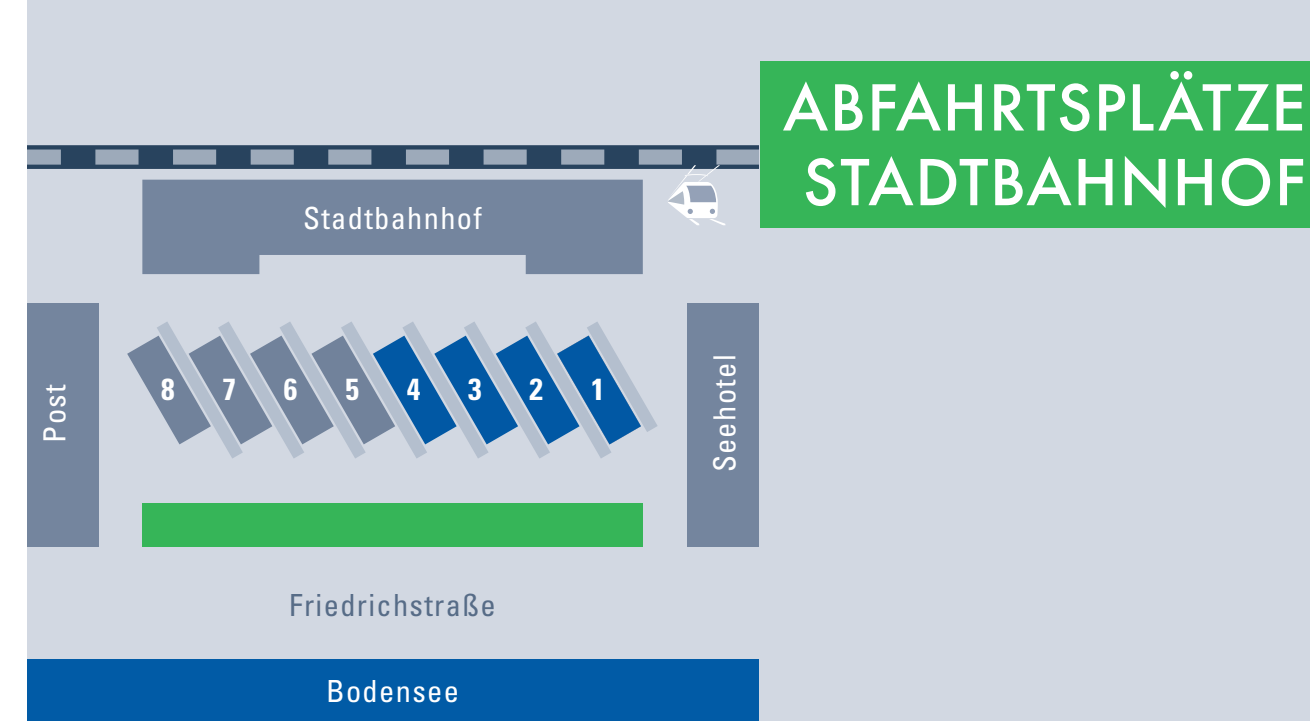 ABFAHRTSPLÄTZE
STADTBAHNHOF
Stadtbahnhof
Post
8 7 6 5 4 3 2 1
Seehotel
Friedrichstraße
Bodensee